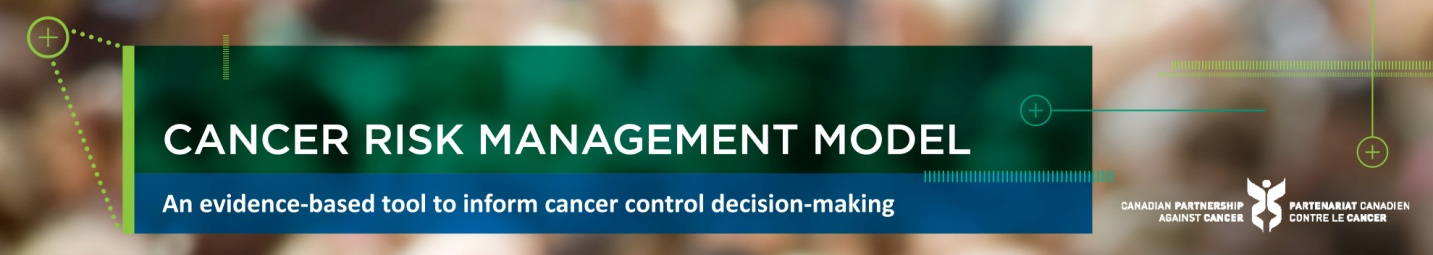 CANCER RISK MANAGEMENT MODEL
An evidence-based tool to inform cancer control decision-making
CANADIAN PARTNERSHIP
AGAINST CANCER
PARTENARIAT CANADIEN
CONTRE LE CANCER